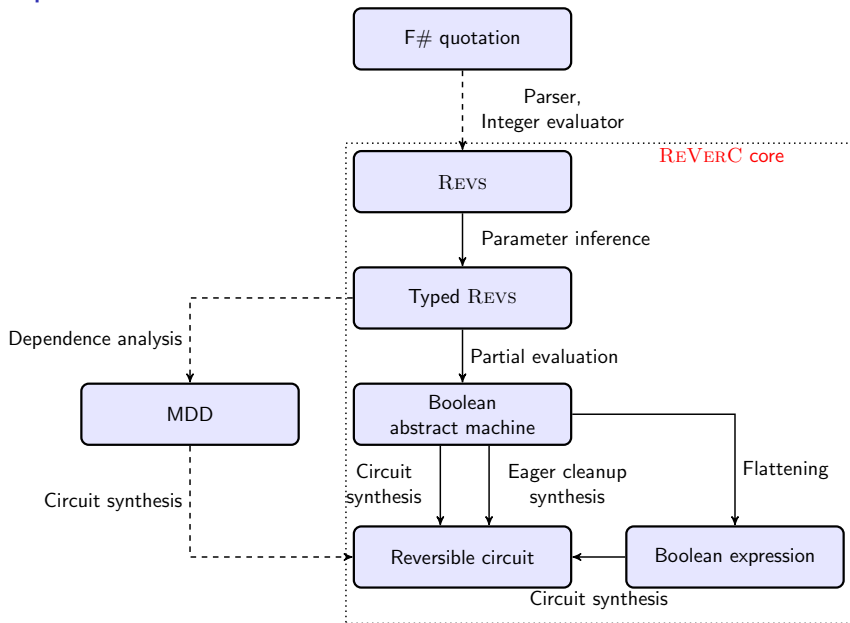 F# quotation
Parser,
Integer evaluator
REVERC core
REVS
Parameter inference
Typed REVS
Dependence analysis
Partial evaluation
MDD
Boolean
abstract machine
Flattening
Circuit
synthesis
Eager cleanup
synthesis
Circuit synthesis
Reversible circuit
Boolean expression
Circuit synthesis